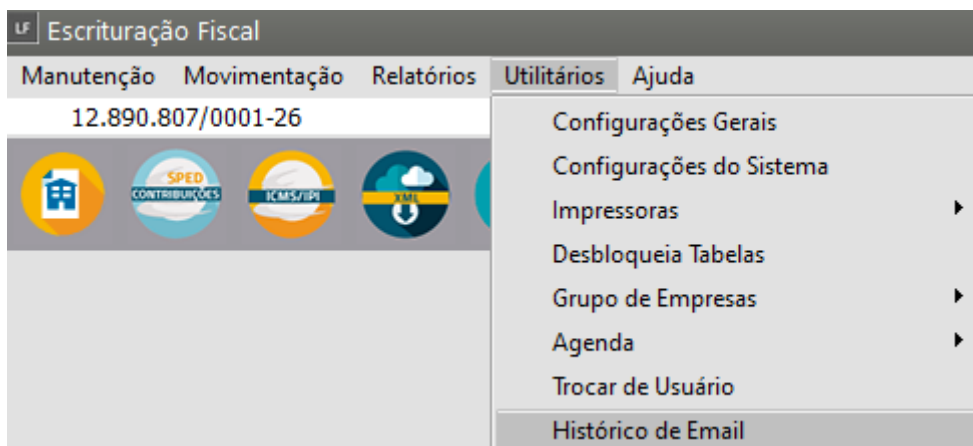 LF Escrituração Fiscal
Manutenção Movimentação Relatórios Utilitários Ajuda
12.890.807/0001-26
Configurações Gerais
Configurações do Sistema
Impressoras
Desbloqueia Tabelas
Grupo de Empresas
Agenda
Trocar de Usuário
Histórico de Email
SPED
CONTRIBUIÇÕES
ICMS/IPI
XML